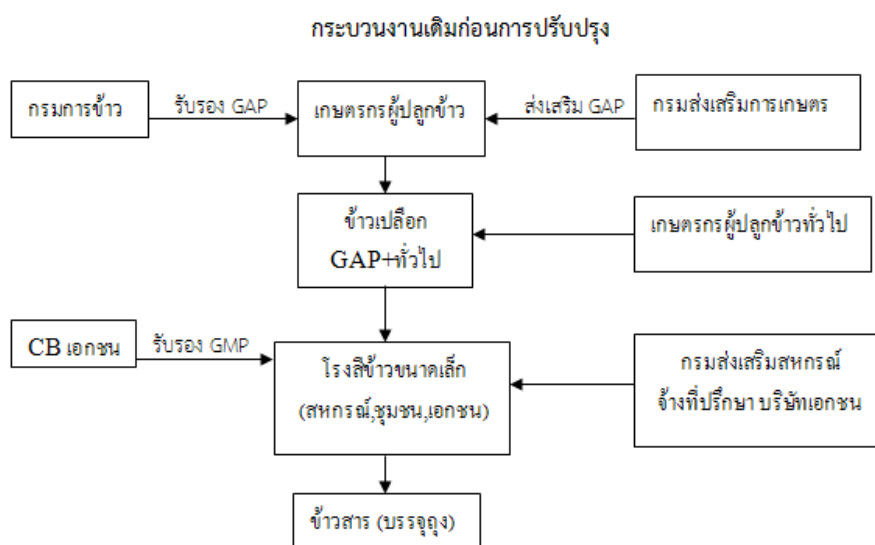 กระบวนงานเดิมก่อนการปรับปรุง
กรมการข้าว
รับรอง GAP
เกษตรกรผู้ปลูกข้าว
ส่งเสริม GAP
กรมส่งเสริมการเกษตร
ข้าวเปลือก
GAP+ทั่วไป
เกษตรกรผู้ปลูกข้าวทั่วไป
CB เอกชน
รับรอง GMP
โรงสีข้าวขนาดเล็ก
(สหกรณ์,ชุมชน,เอกชน)
กรมส่งเสริมสหกรณ์
จ้างที่ปรึกษา บริษัทเอกชน
ข้าวสาร (บรรจุถุง)